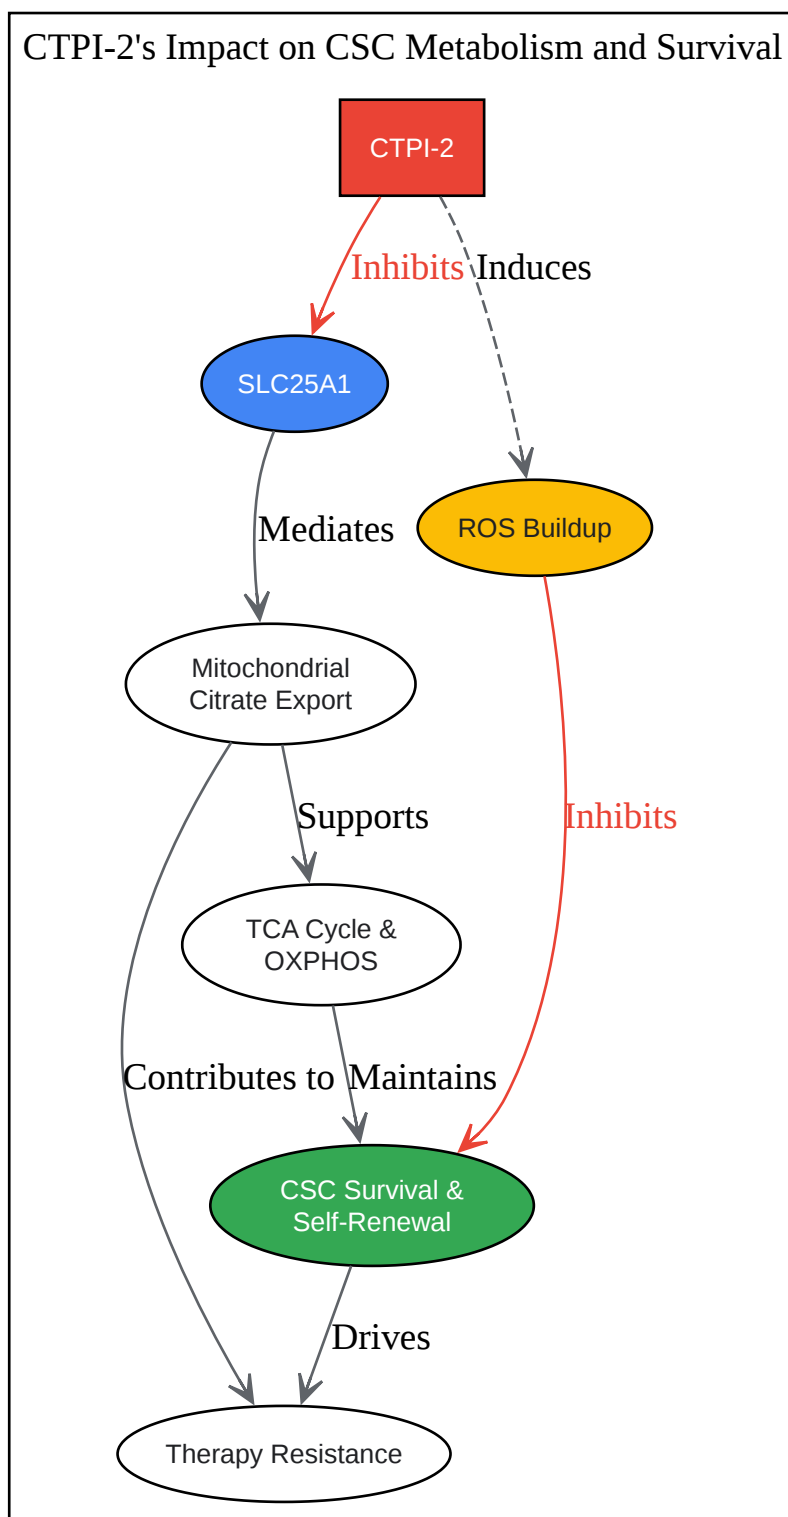 CTPI-2's Impact on CSC Metabolism and Survival
CTPI-2
Inhibits
Induces
SLC25A1
ROS Buildup
Mediates
Mitochondrial
Citrate Export
Supports
Inhibits
TCA Cycle &
OXPHOS
Contributes to
Maintains
CSC Survival &
Self-Renewal
Drives
Therapy Resistance